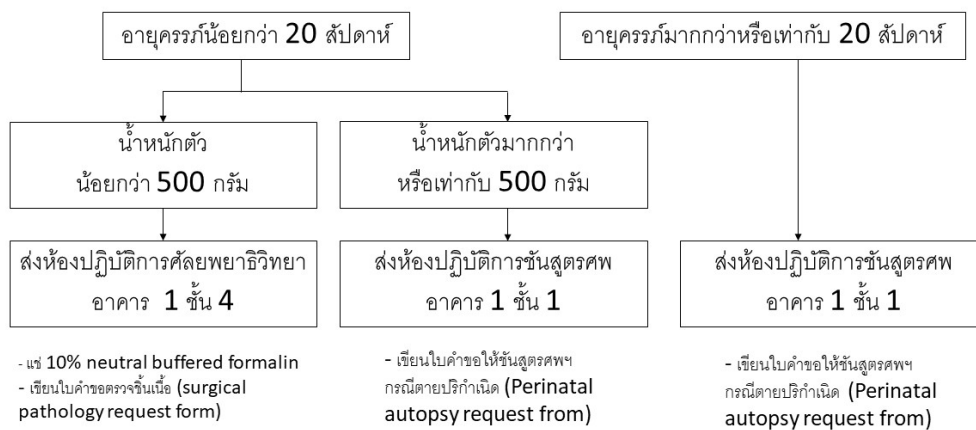 อายุครรภ์น้อยกว่า 20 สัปดาห์
อายุครรภ์มากกว่าหรือเท่ากับ 20 สัปดาห์
น้ำหนักตัว
น้อยกว่า 500 กรัม
น้ำหนักตัวมากกว่า
หรือเท่ากับ 500 กรัม
ส่งห้องปฏิบัติการศัลยพยาธิวิทยา
อาคาร 1 ชั้น 4
ส่งห้องปฏิบัติการชันสูตรศพ
อาคาร 1 ชั้น 1
ส่งห้องปฏิบัติการชันสูตรศพ
อาคาร 1 ชั้น 1
- แช่ 10% neutral buffered formalin
- เขียนใบคำขอตรวจชิ้นเนื้อ (surgical
pathology request form)
- เขียนใบคำขอให้ชันสูตรศพฯ
กรณีตายปริกำเนิด (Perinatal
autopsy request from)
- เขียนใบคำขอให้ชันสูตรศพฯ
กรณีตายปริกำเนิด (Perinatal
autopsy request from)